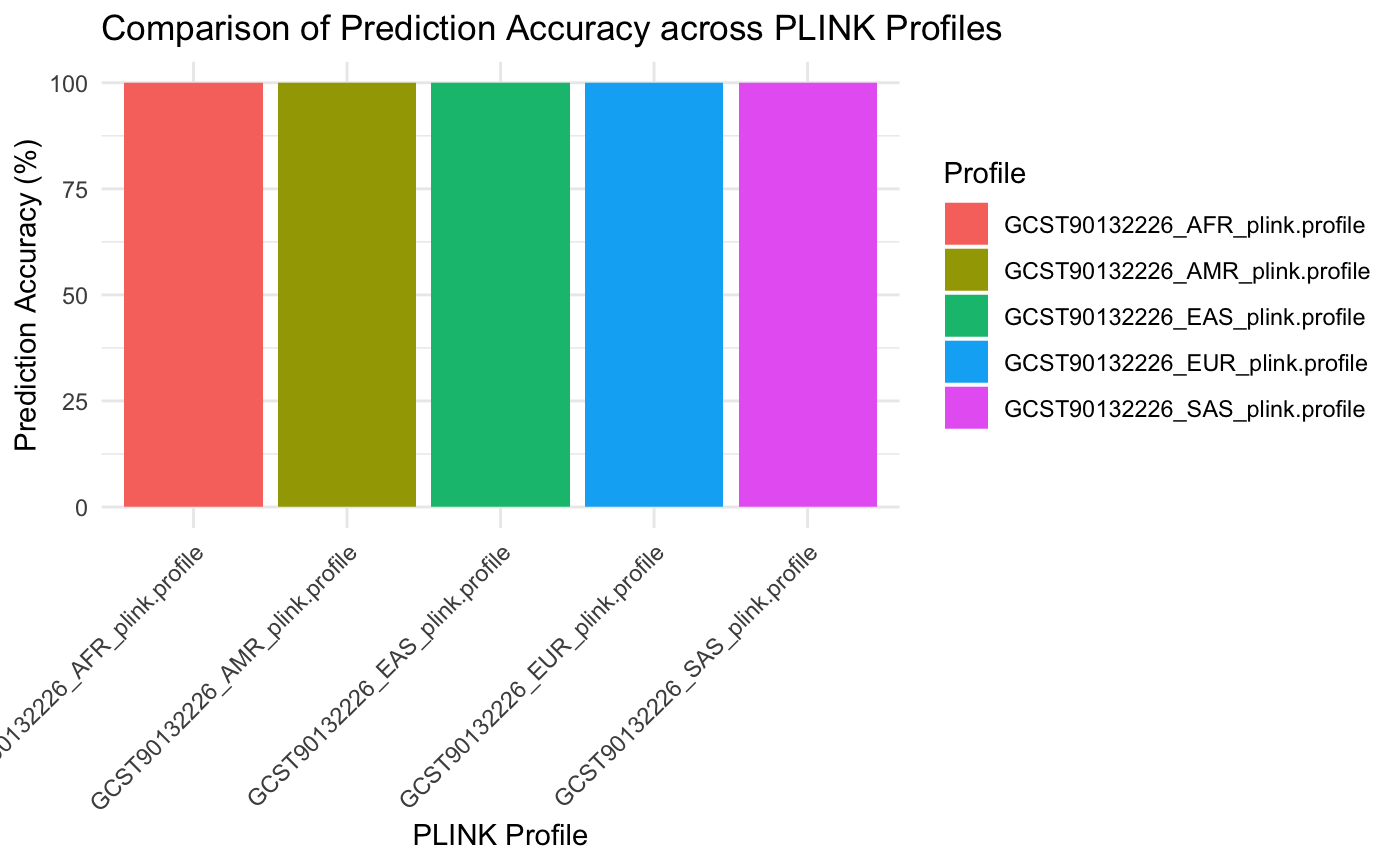 Comparison of Prediction Accuracy across PLINK Profiles
Prediction Accuracy (%)
100
75
50
25
0
90132226_AFR_plink.profile
GCST90132226_AMR_plink.profile
GCST90132226_EAS_plink.profile
GCST90132226_EUR_plink.profile
GCST90132226_SAS_plink.profile
PLINK Profile
Profile
GCST90132226_AFR_plink.profile
GCST90132226_AMR_plink.profile
GCST90132226_EAS_plink.profile
GCST90132226_EUR_plink.profile
GCST90132226_SAS_plink.profile